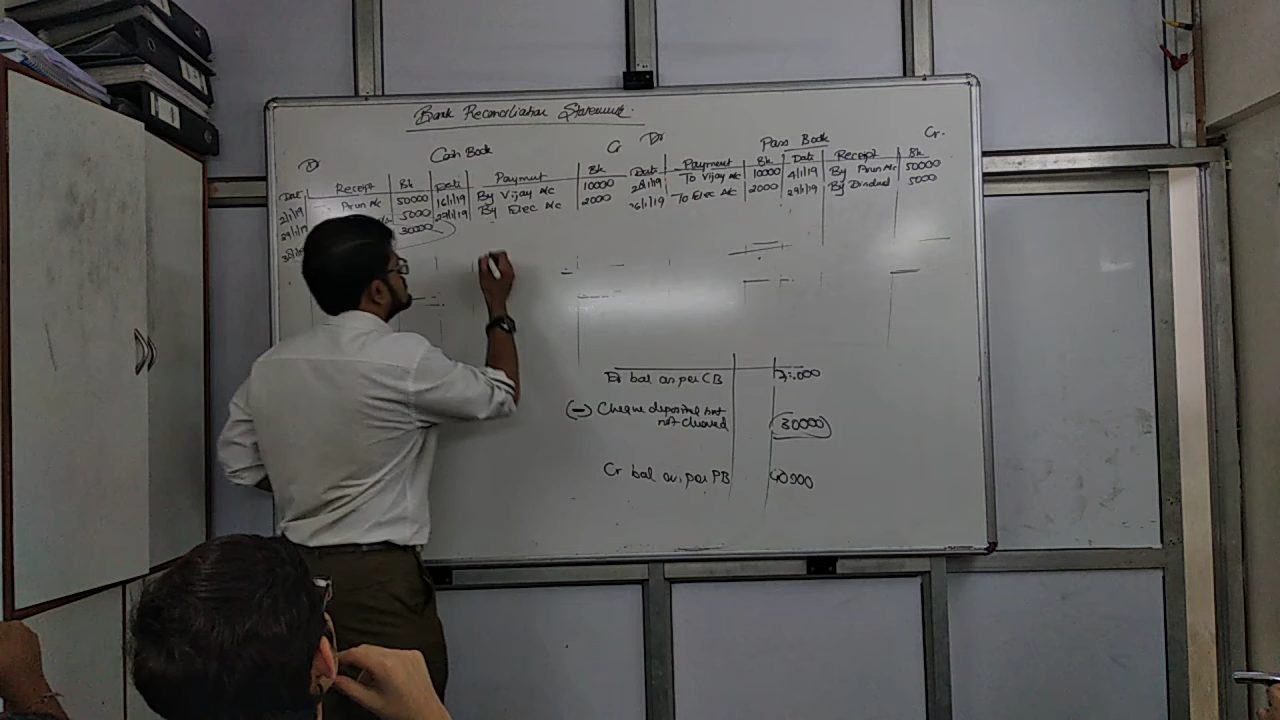 Bank Reconciliation Statement
Dr Cash Book Cr
Date Receipt Bk Date Payment Bk
2/1/19 Arun A/c 50000 16/1/19 By Vijay A/c 10000
29/1/19 5000 29/1/19 By Elec A/c 2000
30000
Dr Pass Book Cr.
Date Payment Bk Date Receipt Bk
28/1/19 To Vijay A/c 10000 4/1/19 By Arun A/c 50000
To Elec A/c 2000 29/1/19 By 5000
Dr bal as per CB
(-) Cheque deposited but
not cleared 30000
Cr bal as per PB